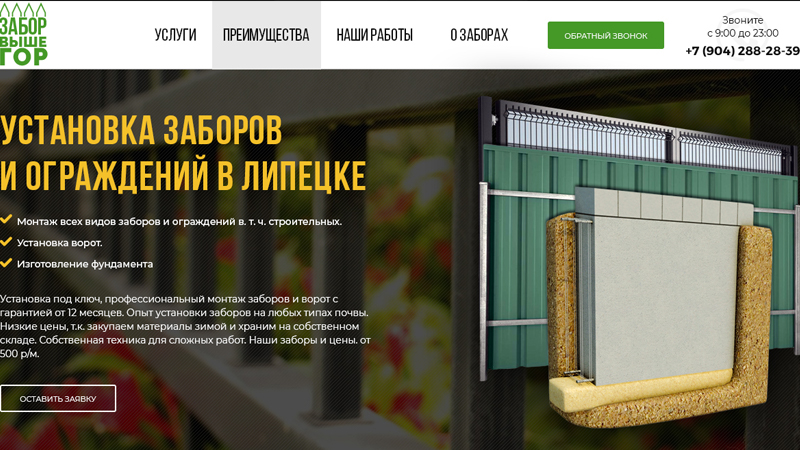 ЗАБОР
ВЫШЕ
ГОР
УСЛУГИ
ПРЕИМУЩЕСТВА
НАШИ РАБОТЫ
О ЗАБОРАХ
ОБРАТНЫЙ ЗВОНОК
Звоните
с 9:00 до 23:00
+7 (904) 288-28-39
УСТАНОВКА ЗАБОРОВ
И ОГРАЖДЕНИЙ В ЛИПЕЦКЕ
Монтаж всех видов заборов и ограждений в. т. ч. строительных.
Установка ворот.
Изготовление фундамента
Установка под ключ, профессиональный монтаж заборов и ворот с
гарантией от 12 месяцев. Опыт установки заборов на любых типах почвы.
Низкие цены, т.к. закупаем материалы зимой и храним на собственном
складе. Собственная техника для сложных работ. Наши заборы и цены. от
500 р/м.
ОСТАВИТЬ ЗАЯВКУ